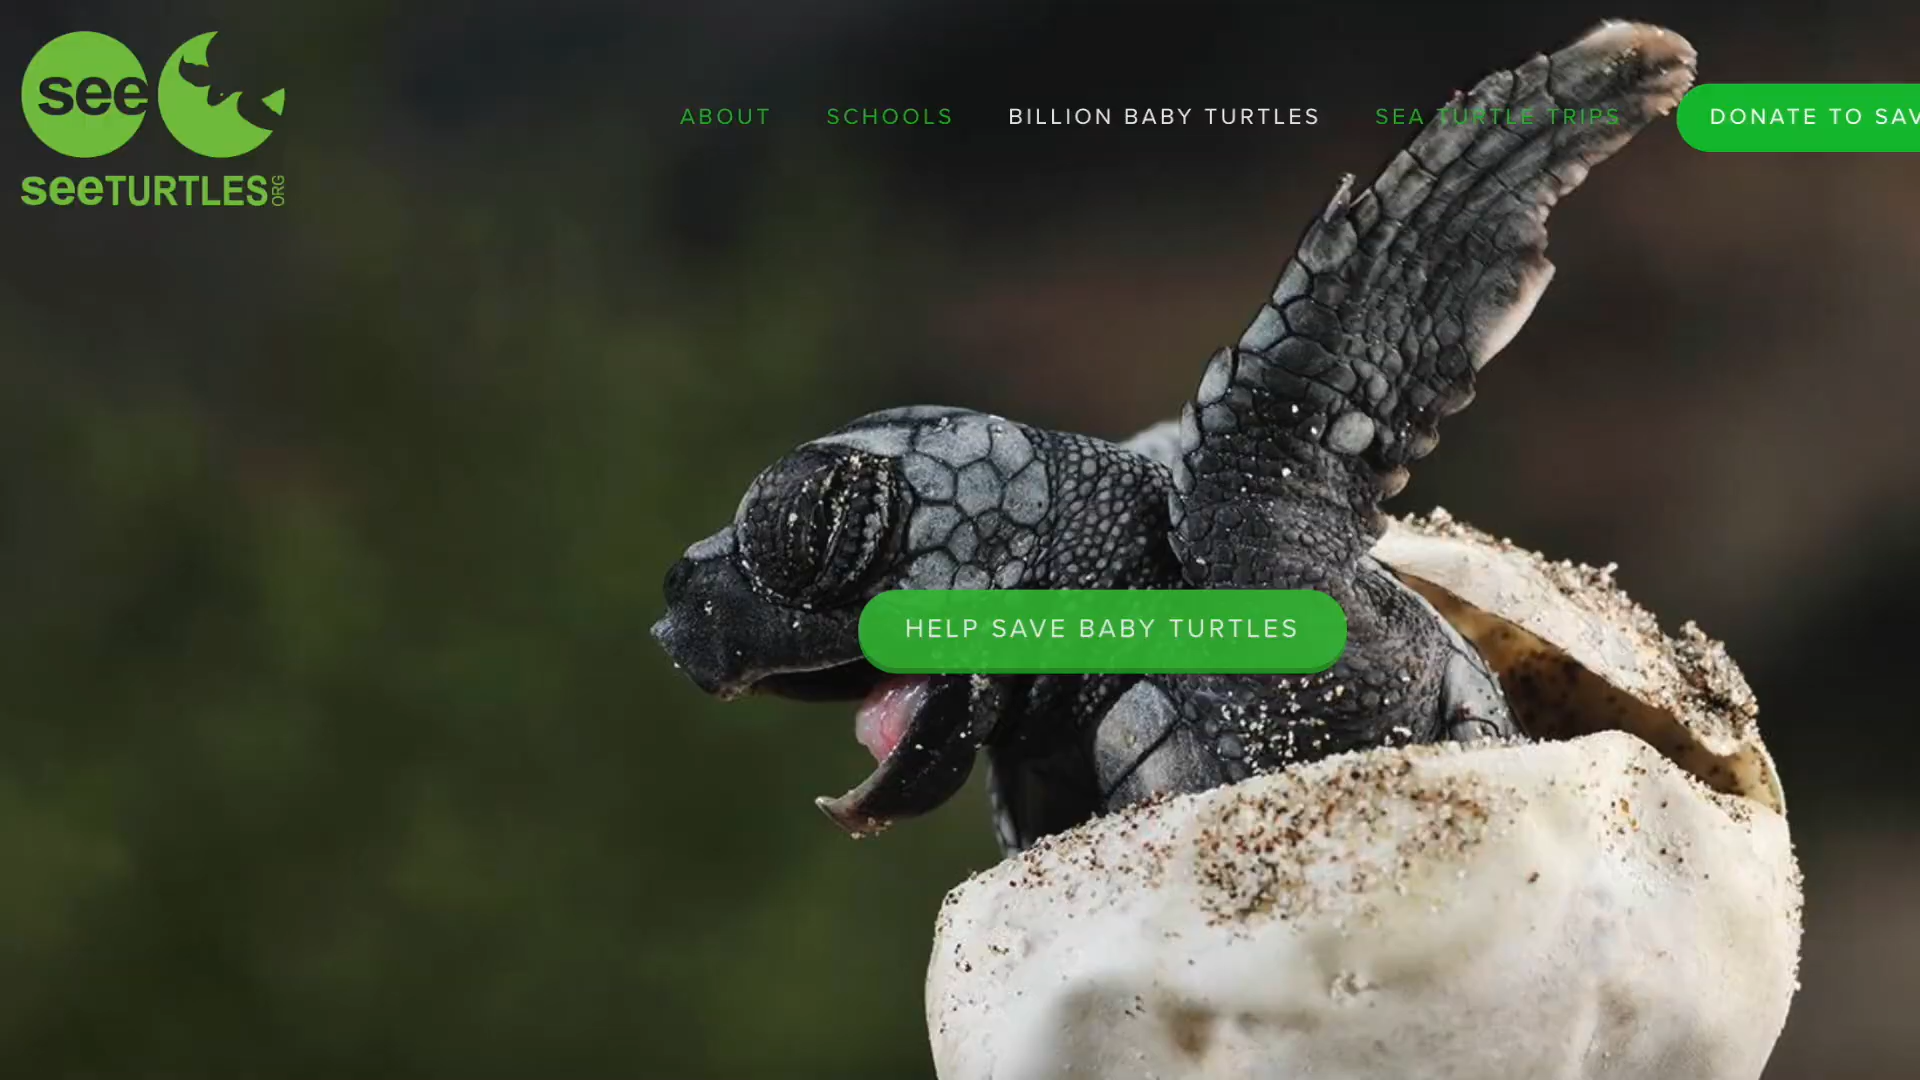 see
seeTURTLES.ORG
ABOUT
SCHOOLS
BILLION BABY TURTLES
SEA TURTLE TRIPS
DONATE TO SAV
HELP SAVE BABY TURTLES